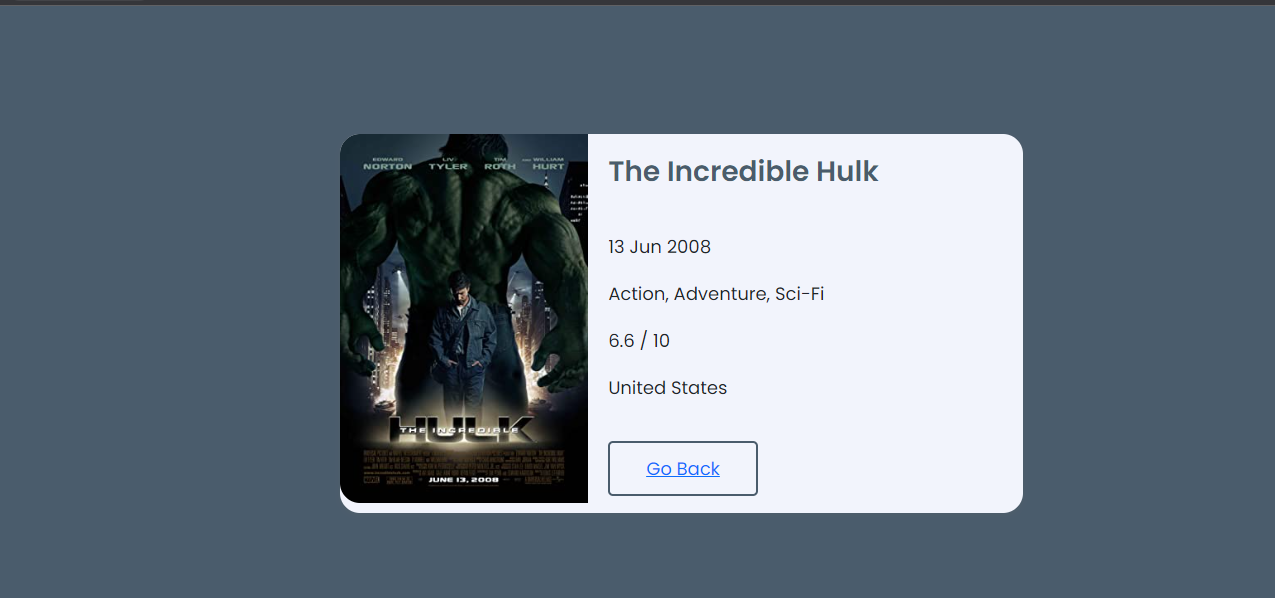 EDWARD NORTON LIV TYLER TIM ROTH AND WILLIAM HURT
THE INCREDIBLE HULK
JUNE 13, 2008
The Incredible Hulk
13 Jun 2008
Action, Adventure, Sci-Fi
6.6 / 10
United States
Go Back